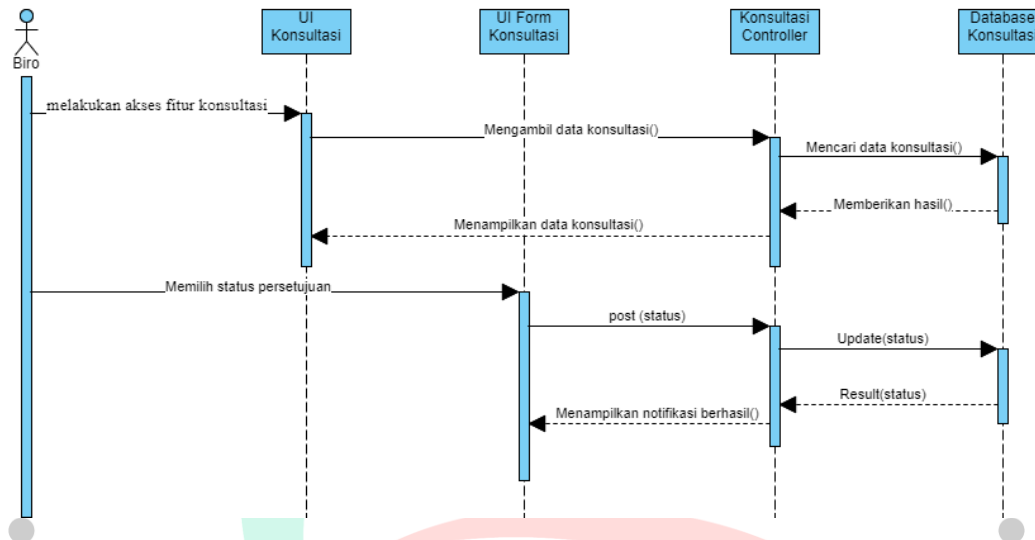 UI
Konsultasi
UI Form
Konsultasi
Konsultasi
Controller
Database
Konsultas
Biro
melakukan akses fitur konsultasi
Mengambil data konsultasi()
Mencari data konsultasi()
Memberikan hasil()
Menampilkan data konsultasi()
Memilih status persetujuan
post (status)
Update(status)
Result(status)
Menampilkan notifikasi berhasil()